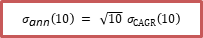 σ_ann(10) = √10 σ_CAGR(10)